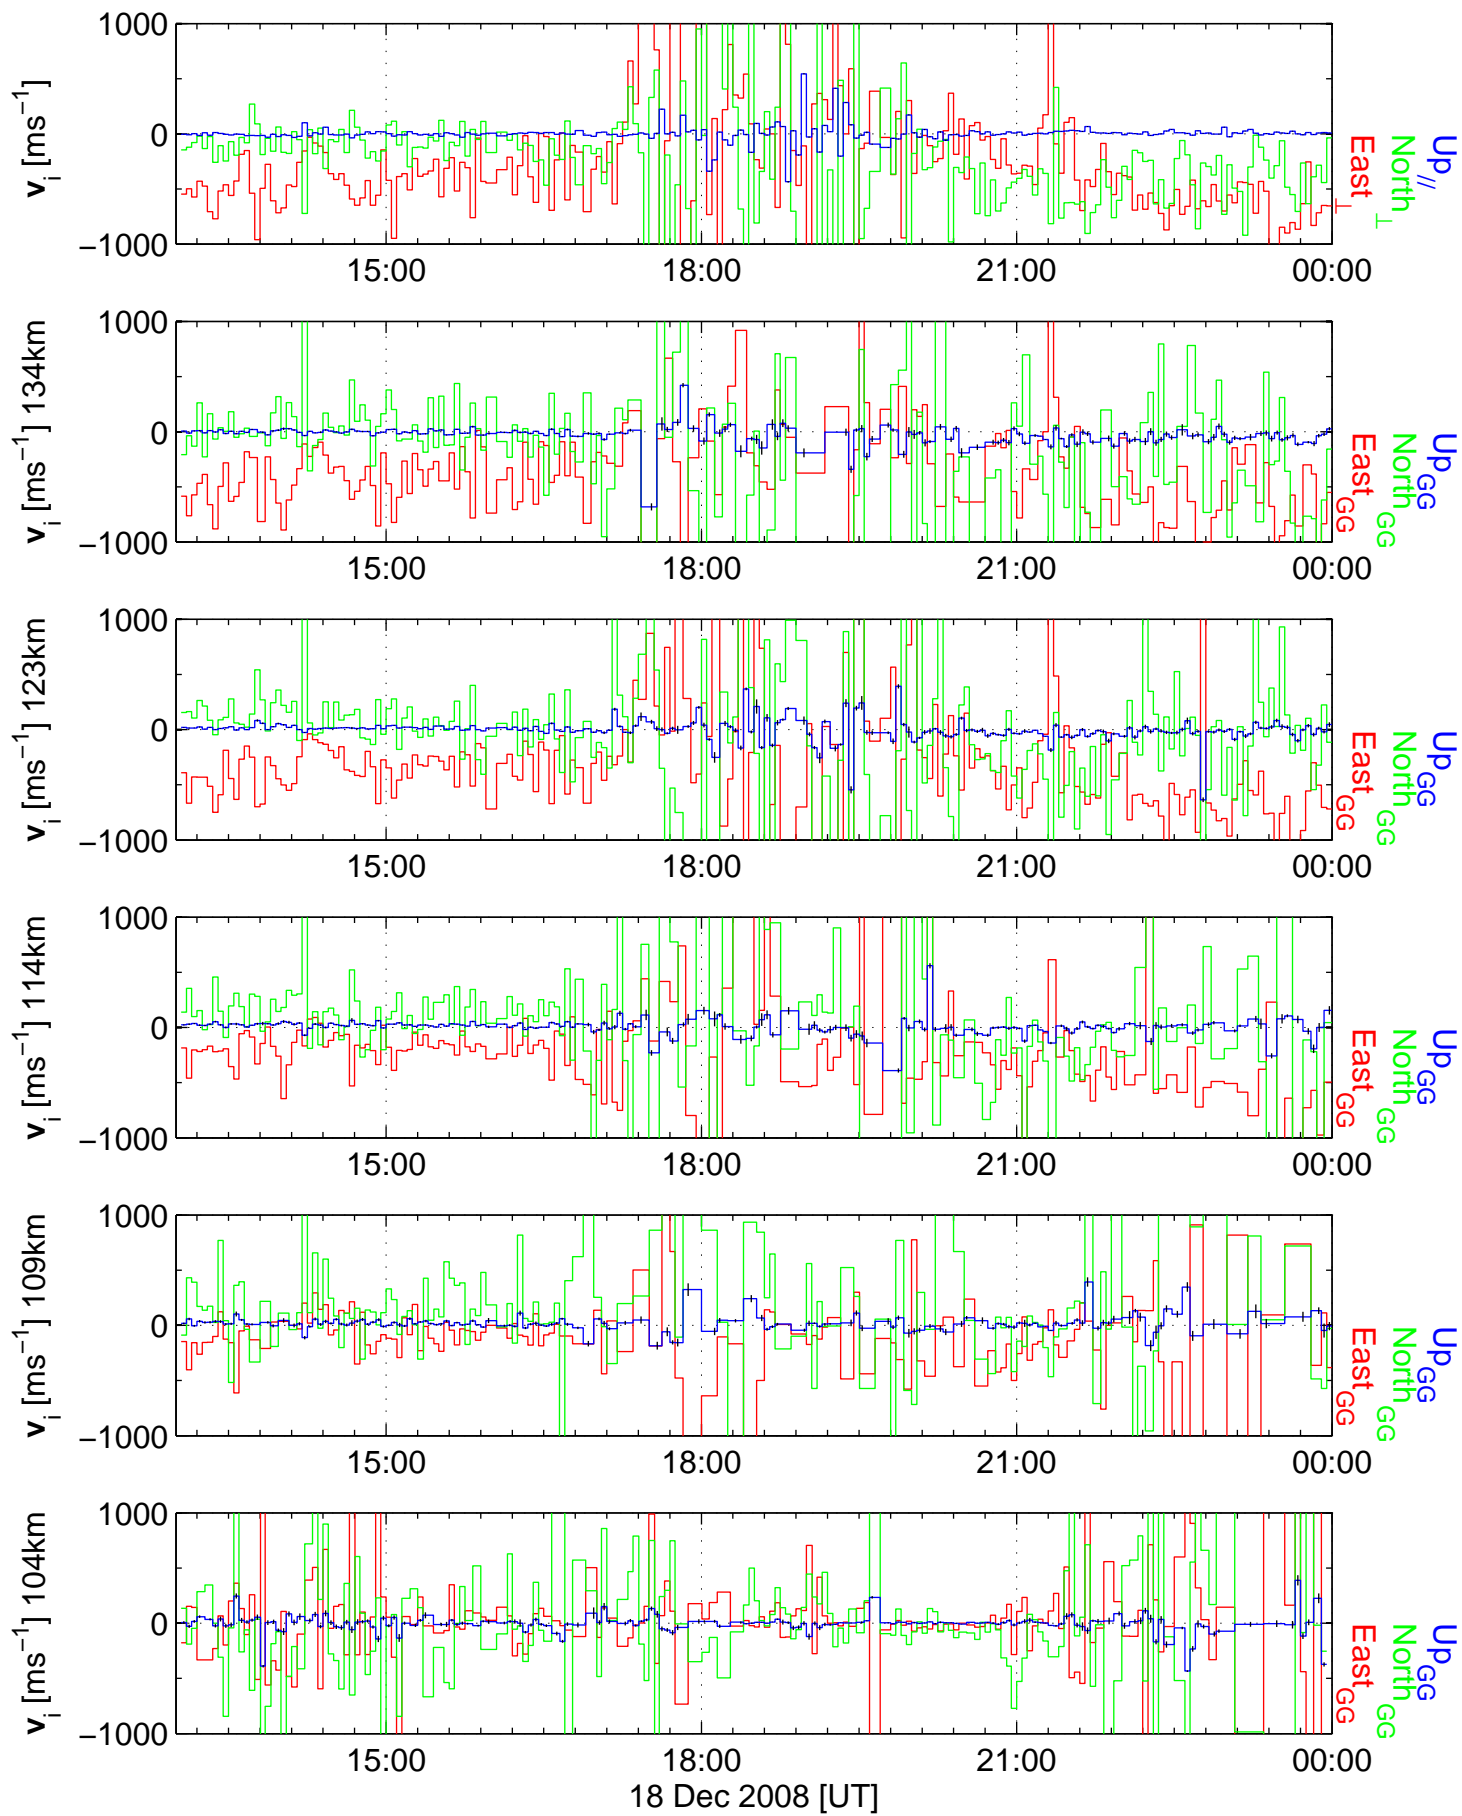 1000
0
−1000
v_i [ms^−1]
15:00 18:00 21:00 00:00
East_⊥
North_⊥
Up_//
1000
0
−1000
v_i [ms^−1] 134km
15:00 18:00 21:00 00:00
East_GG
North_GG
Up_GG
1000
0
−1000
v_i [ms^−1] 123km
15:00 18:00 21:00 00:00
East_GG
North_GG
Up_GG
1000
0
−1000
v_i [ms^−1] 114km
15:00 18:00 21:00 00:00
East_GG
North_GG
Up_GG
1000
0
−1000
v_i [ms^−1] 109km
15:00 18:00 21:00 00:00
East_GG
North_GG
Up_GG
1000
0
−1000
v_i [ms^−1] 104km
15:00 18:00 21:00 00:00
East_GG
North_GG
Up_GG
18 Dec 2008 [UT]